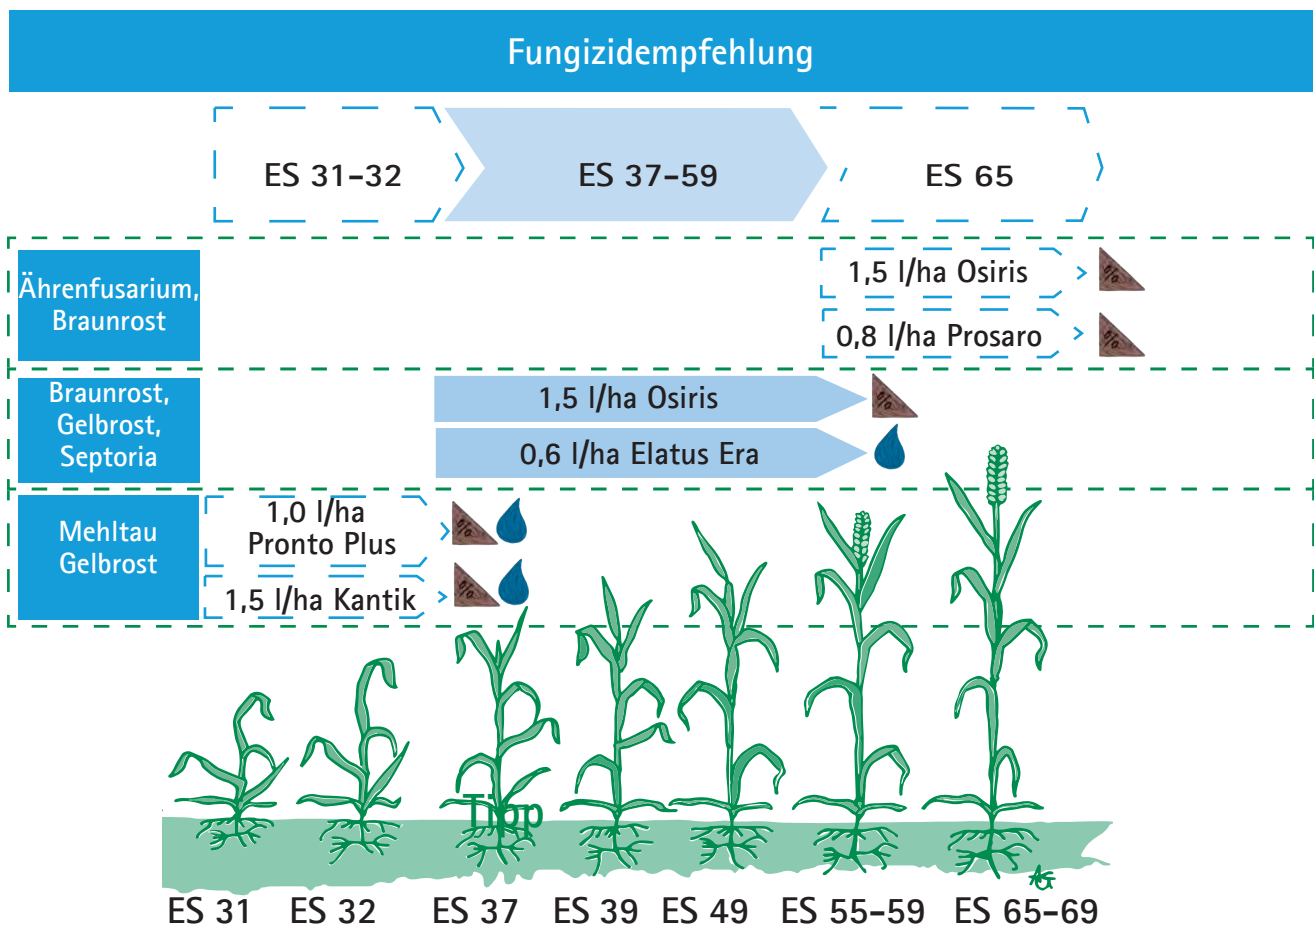 Fungizidempfehlung
ES 31-32
ES 37-59
ES 65
Ährenfusarium,
Braunrost
1,5 l/ha Osiris
%
0,8 l/ha Prosaro
%
Braunrost,
Gelbrost,
Septoria
1,5 l/ha Osiris
%
0,6 l/ha Elatus Era
Mehltau
Gelbrost
1,0 l/ha
Pronto Plus
%
1,5 l/ha Kantik
%
Tipp
ES 31
ES 32
ES 37
ES 39
ES 49
ES 55-59
ES 65-69